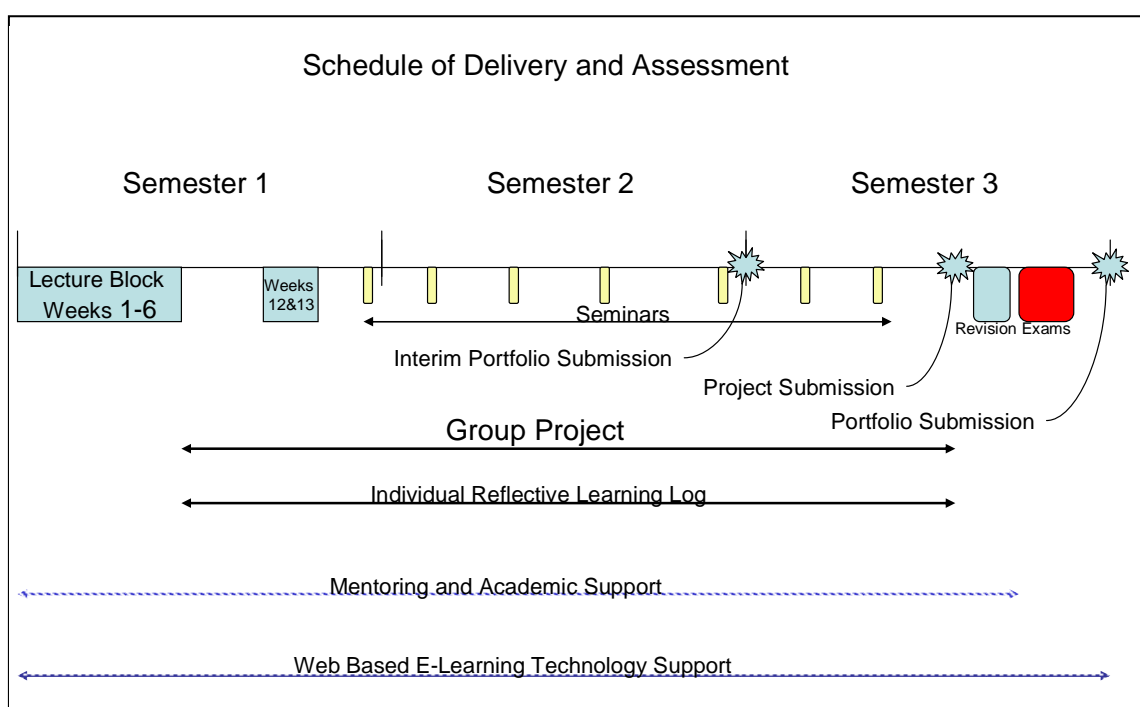 Schedule of Delivery and Assessment
Semester 1
Semester 2
Semester 3
Lecture Block
Weeks 1-6
Weeks
12&13
Seminars
Revision
Exams
Interim Portfolio Submission
Project Submission
Portfolio Submission
Group Project
Individual Reflective Learning Log
Mentoring and Academic Support
Web Based E-Learning Technology Support